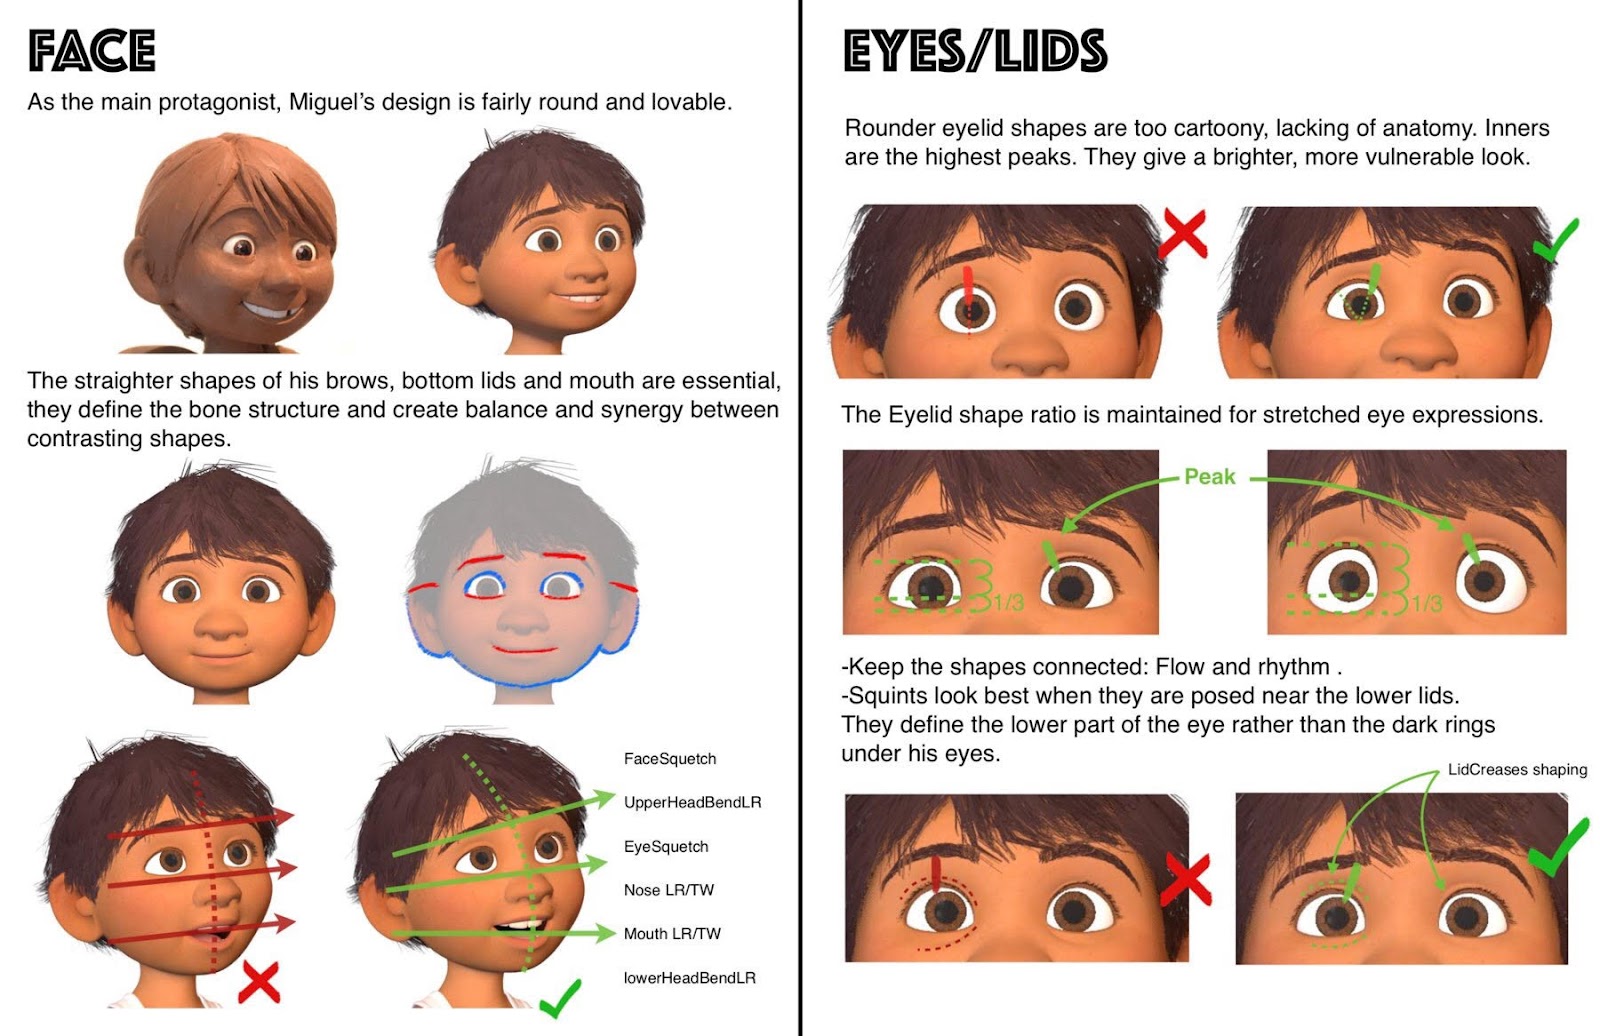 FACE
As the main protagonist, Miguel's design is fairly round and lovable.
The straighter shapes of his brows, bottom lids and mouth are essential,
they define the bone structure and create balance and synergy between
contrasting shapes.
FaceSquetch
UpperHeadBendLR
EyeSquetch
Nose LR/TW
Mouth LR/TW
lowerHeadBendLR
EYES/LIDS
Rounder eyelid shapes are too cartoony, lacking of anatomy. Inners
are the highest peaks. They give a brighter, more vulnerable look.
The Eyelid shape ratio is maintained for stretched eye expressions.
Peak
1/3
1/3
-Keep the shapes connected: Flow and rhythm .
-Squints look best when they are posed near the lower lids.
They define the lower part of the eye rather than the dark rings
under his eyes.
LidCreases shaping